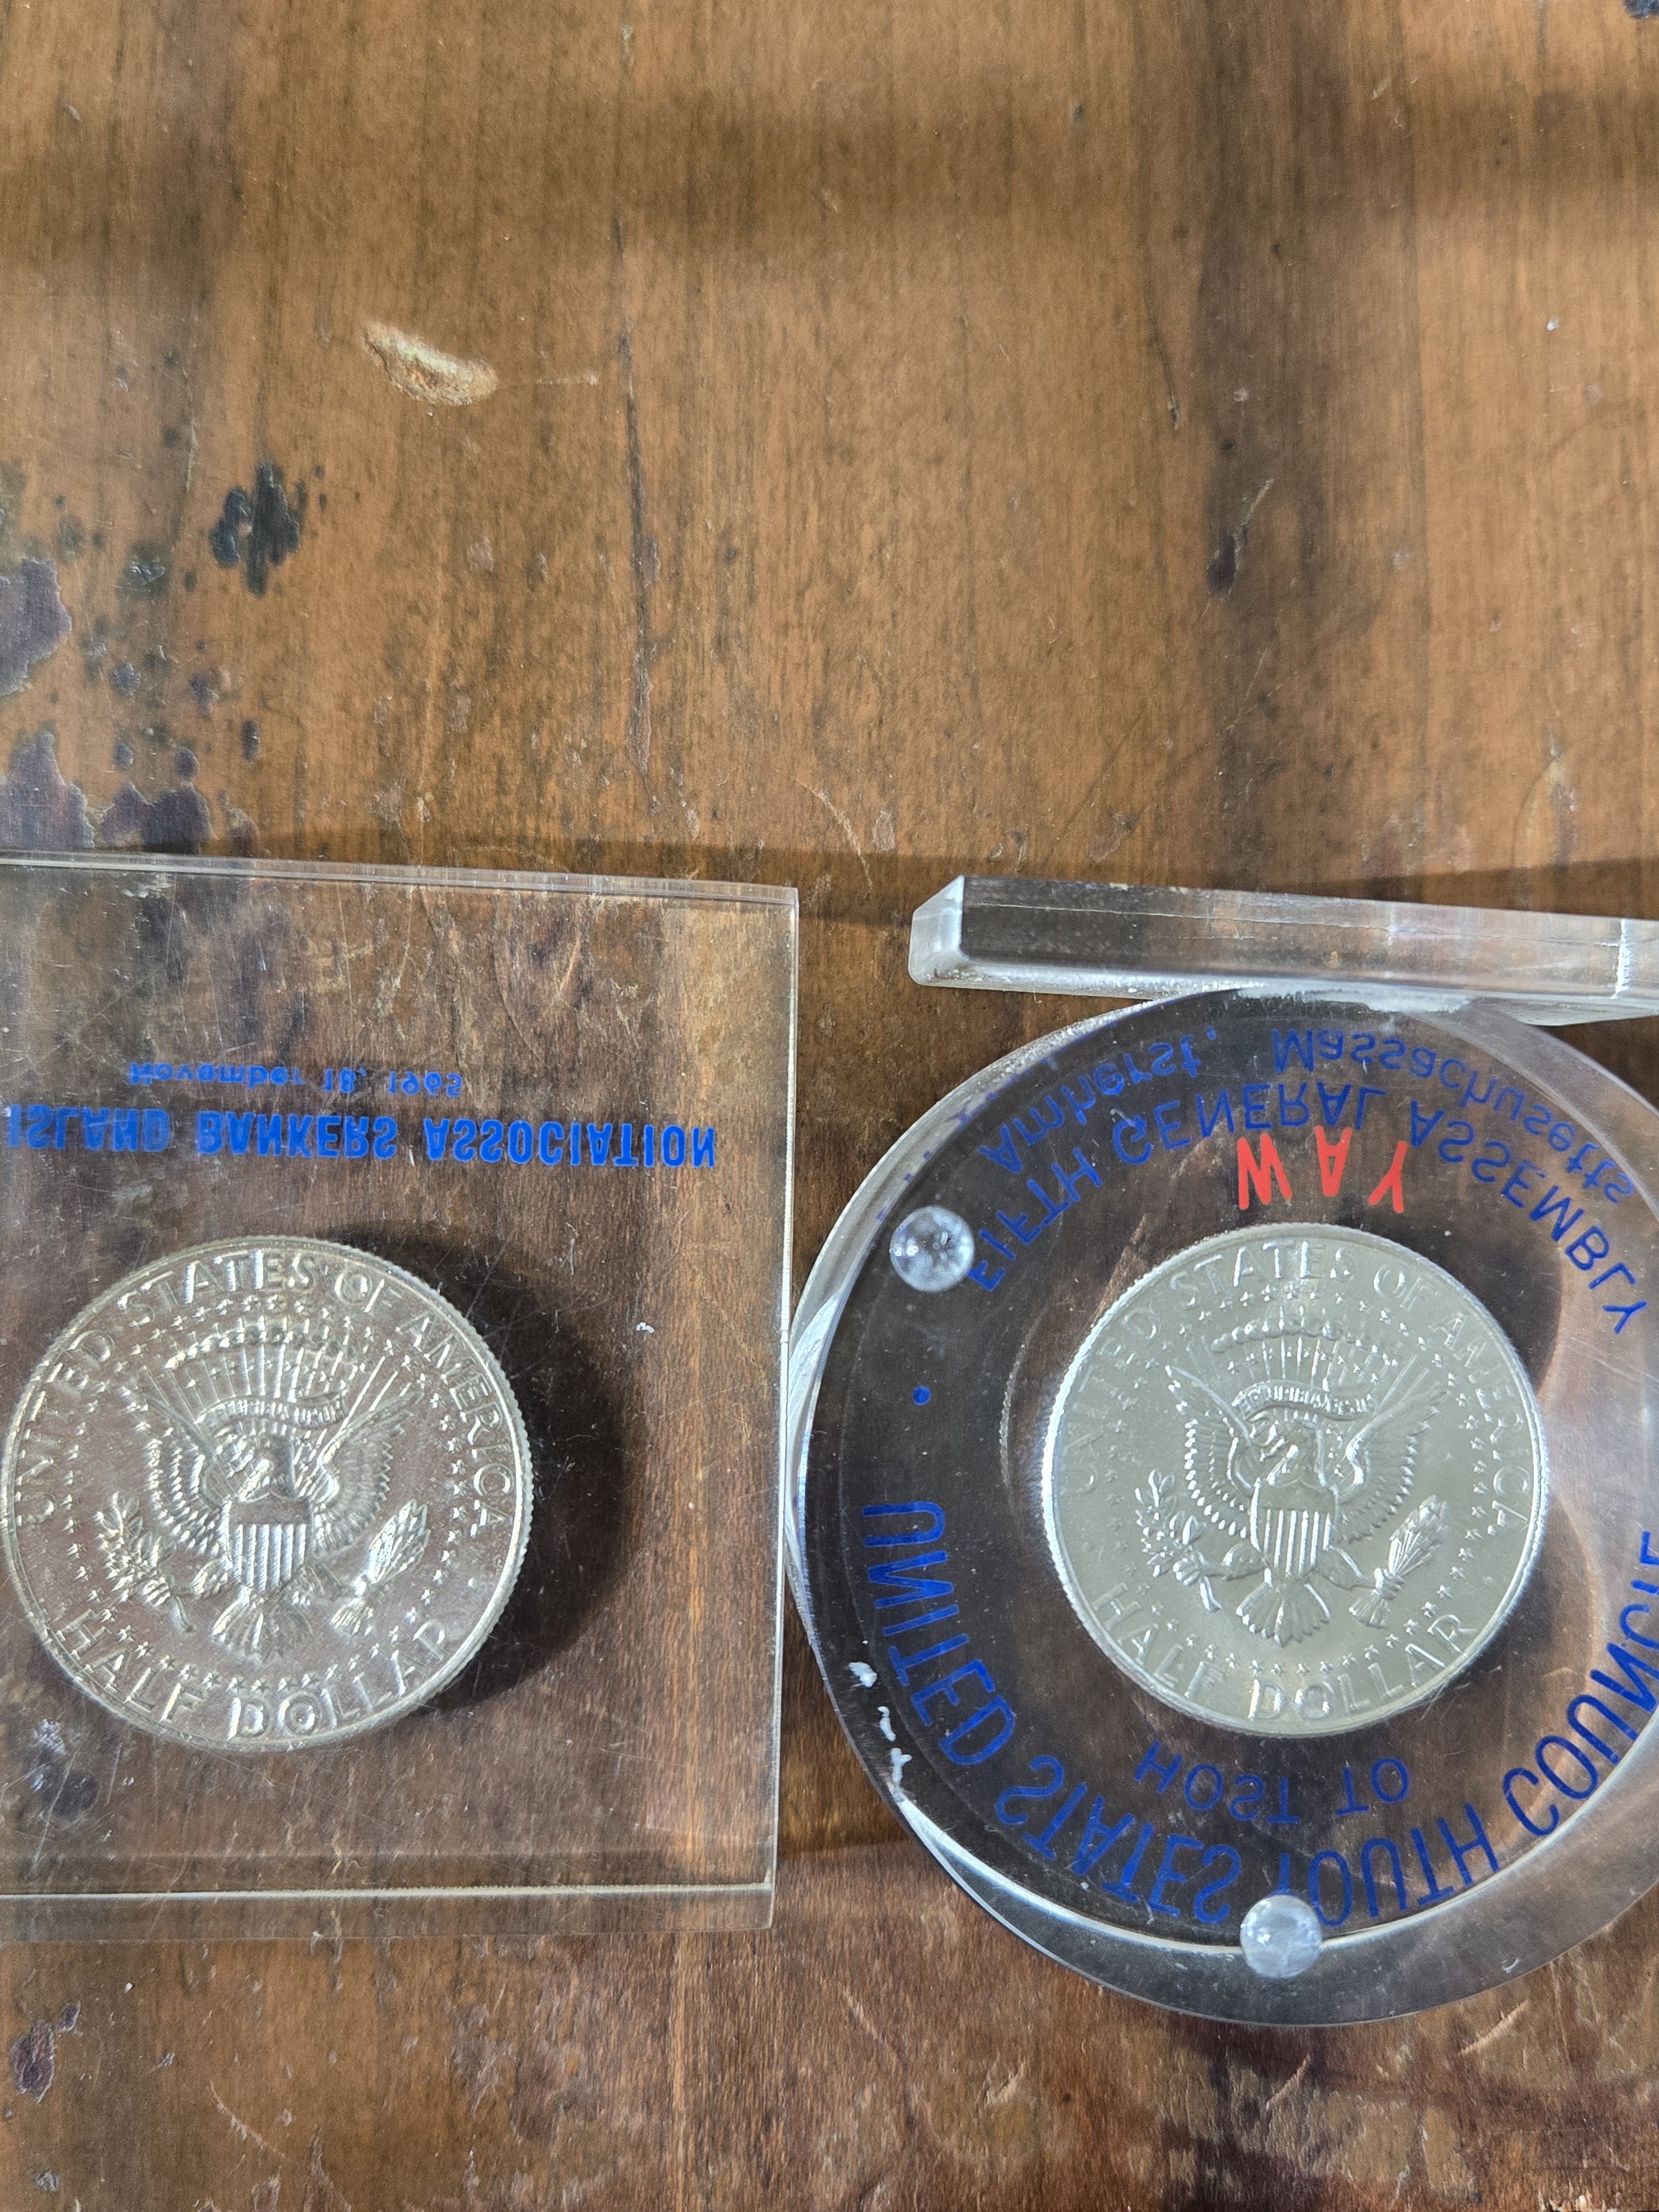 November 18, 1965
ISLAND BANKERS ASSOCIATION
UNITED STATES OF AMERICA
HALF DOLLAR
Amherst, Massachusetts
FIFTH GENERAL ASSEMBLY
WAY
UNITED STATES OF AMERICA
HALF DOLLAR
HOST TO
UNITED STATES YOUTH COUNCIL